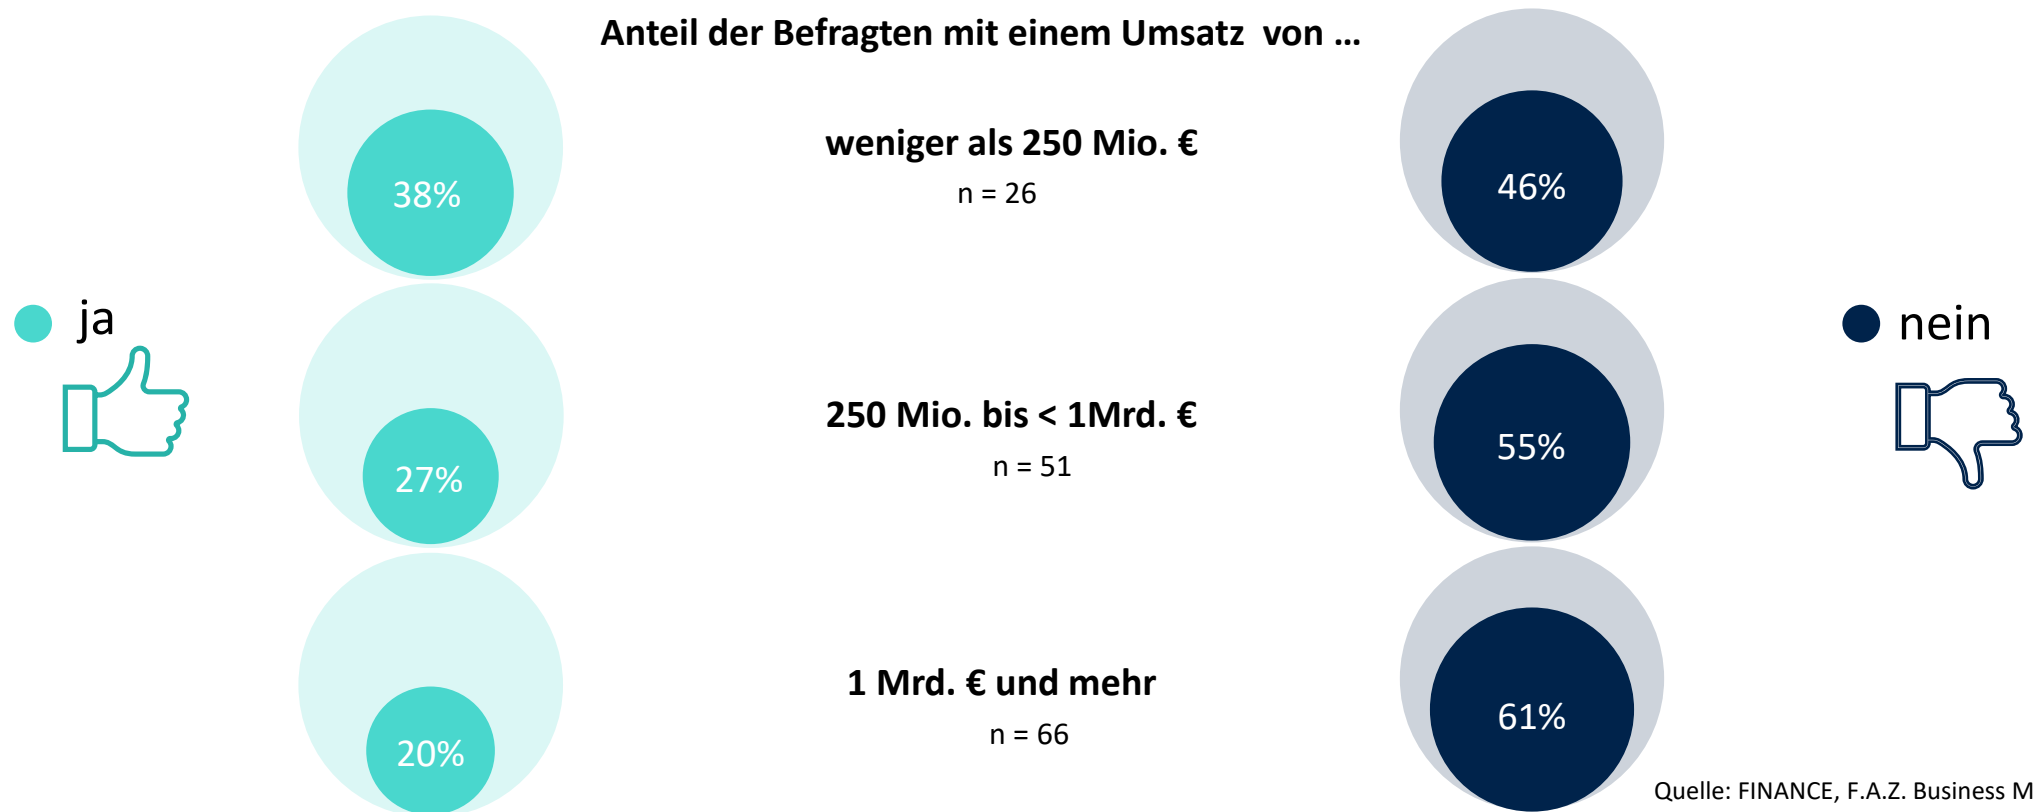 Anteil der Befragten mit einem Umsatz von ...
weniger als 250 Mio. €
n = 26
38%
46%
ja
nein
250 Mio. bis < 1Mrd. €
n = 51
27%
55%
1 Mrd. € und mehr
n = 66
20%
61%
Quelle: FINANCE, F.A.Z. Business M